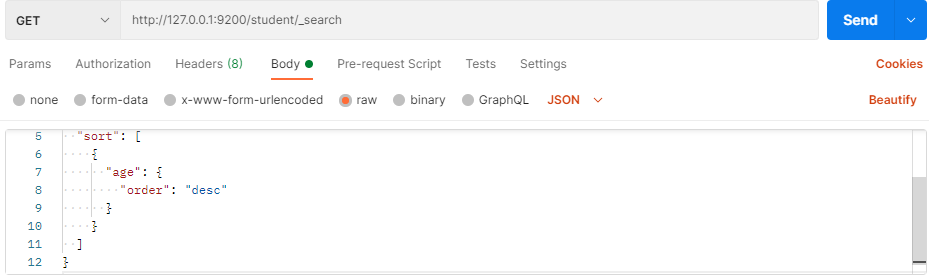 GET http://127.0.0.1:9200/student/_search Send
Params Authorization Headers (8) Body Pre-request Script Tests Settings Cookies
none form-data x-www-form-urlencoded raw binary GraphQL JSON Beautify
5 "sort": [
6 {
7 "age": {
8 "order": "desc"
9 }
10 }
11 ]
12 }